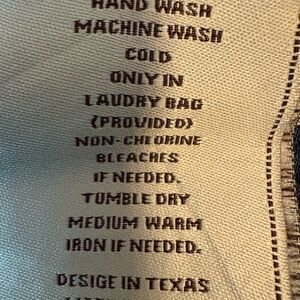 HAND WASH
MACHINE WASH
COLD
ONLY IN
LAUDRY BAG
(PROVIDED)
NON-CHLORINE
BLEACHES
IF NEEDED.
TUMBLE DRY
MEDIUM WARM
IRON IF NEEDED.
DESIGE IN TEXAS